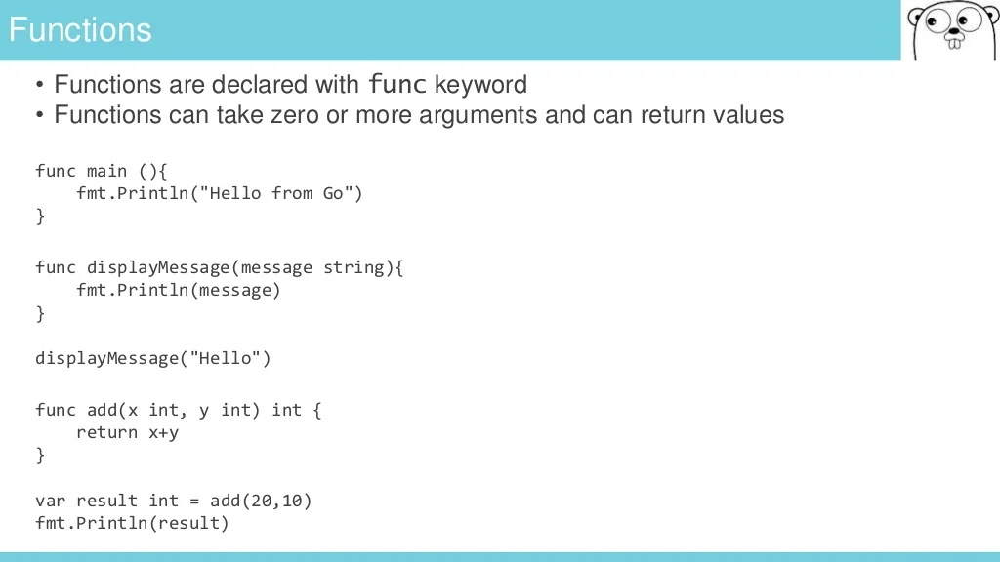 Functions
• Functions are declared with func keyword
• Functions can take zero or more arguments and can return values
func main (){
    fmt.Println("Hello from Go")
}
func displayMessage(message string){
    fmt.Println(message)
}
displayMessage("Hello")
func add(x int, y int) int {
    return x+y
}
var result int = add(20,10)
fmt.Println(result)